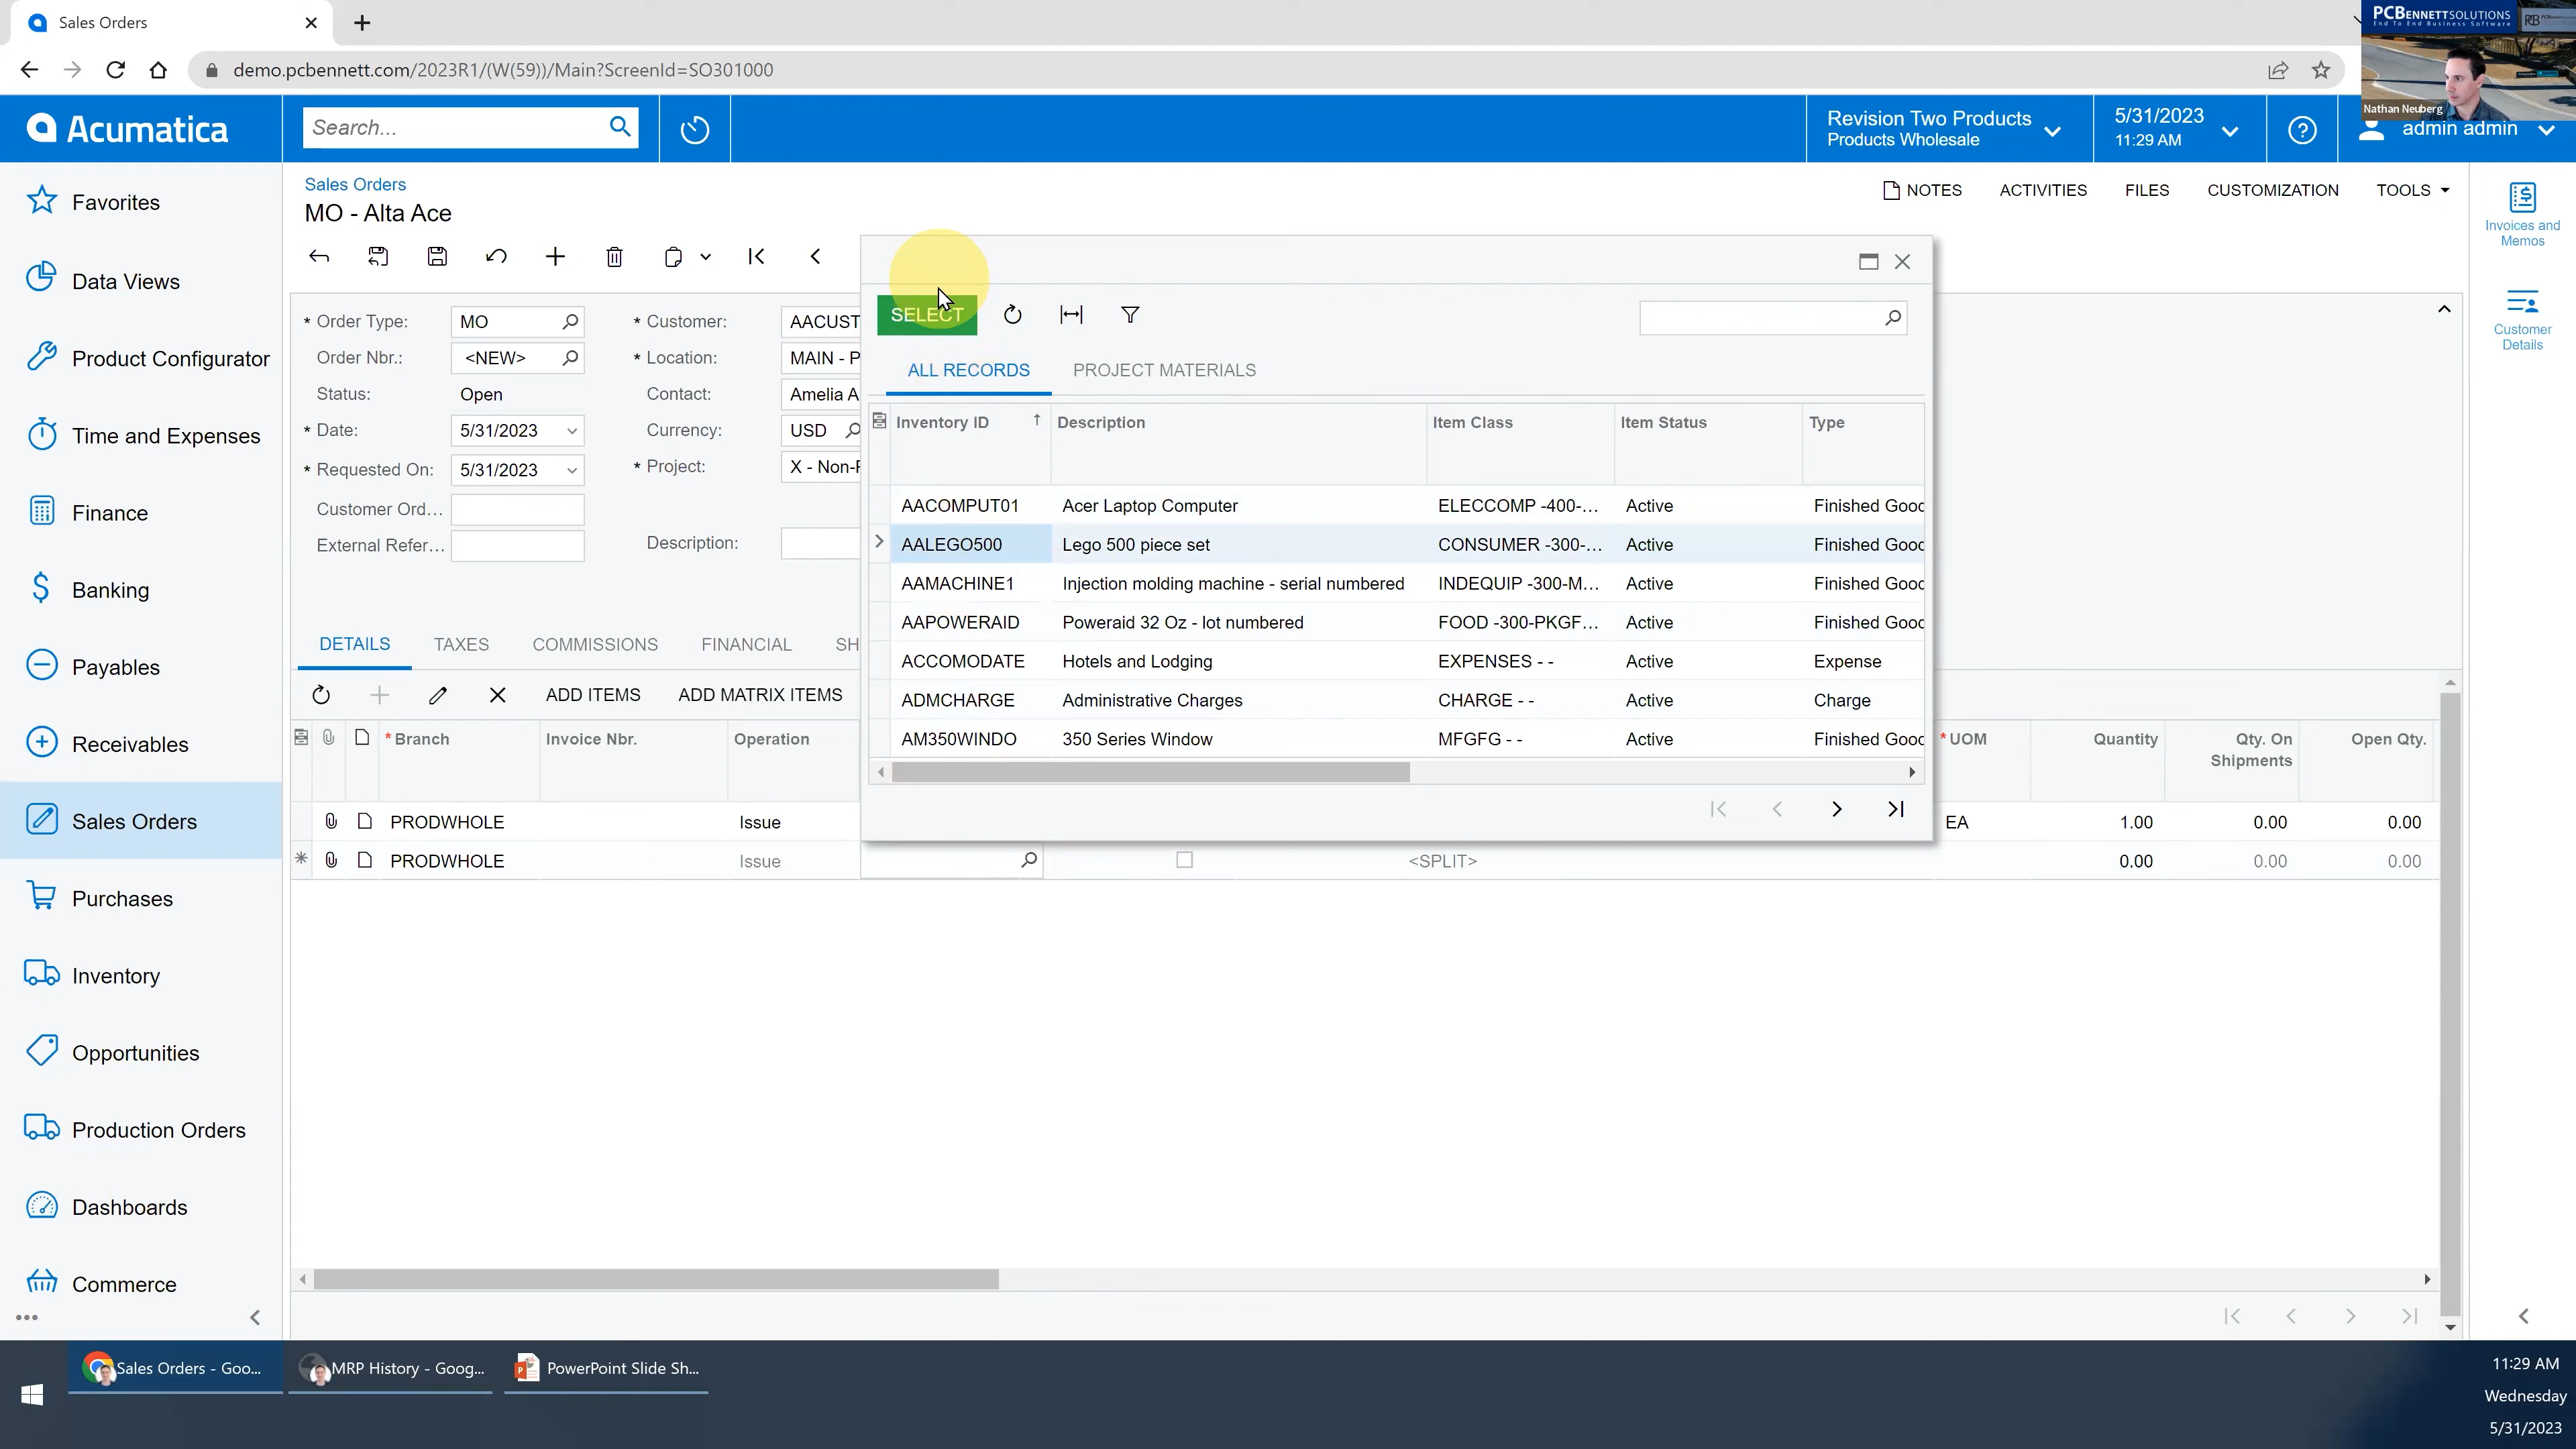 Sales Orders
PCBENNETTSOLUTIONS
End To End Business Software
demo.pcbennett.com/2023R1/(W(59))/Main?ScreenId=SO301000
Nathan Neuberg
Acumatica
Search...
Revision Two Products
Products Wholesale
5/31/2023
11:29 AM
admin admin
Favorites
Data Views
Product Configurator
Time and Expenses
Finance
Banking
Payables
Receivables
Sales Orders
Purchases
Inventory
Opportunities
Production Orders
Dashboards
Commerce
Sales Orders
MO - Alta Ace
NOTES ACTIVITIES FILES CUSTOMIZATION TOOLS
Invoices and
Memos
Customer
Details
* Order Type: MO
Order Nbr.: <NEW>
Status: Open
* Date: 5/31/2023
* Requested On: 5/31/2023
Customer Ord...
External Refer...
* Customer: AACUST
* Location: MAIN - P
Contact: Amelia A
Currency: USD
* Project: X - Non-P
Description:
SELECT
ALL RECORDS PROJECT MATERIALS
Inventory ID Description Item Class Item Status Type
AACOMPUT01 Acer Laptop Computer ELECCOMP -400-... Active Finished Good
AALEGO500 Lego 500 piece set CONSUMER -300-... Active Finished Good
AAMACHINE1 Injection molding machine - serial numbered INDEQUIP -300-M... Active Finished Good
AAPOWERAID Poweraid 32 Oz - lot numbered FOOD -300-PKGF... Active Finished Good
ACCOMODATE Hotels and Lodging EXPENSES - - Active Expense
ADMCHARGE Administrative Charges CHARGE - - Active Charge
AM350WINDO 350 Series Window MFGFG - - Active Finished Good
DETAILS TAXES COMMISSIONS FINANCIAL SH
ADD ITEMS ADD MATRIX ITEMS
* Branch Invoice Nbr. Operation * UOM Quantity Qty. On Shipments Open Qty.
PRODWHOLE Issue EA 1.00 0.00 0.00
PRODWHOLE Issue <SPLIT> 0.00 0.00 0.00
Sales Orders - Goo...
MRP History - Goog...
PowerPoint Slide Sh...
11:29 AM
Wednesday
5/31/2023